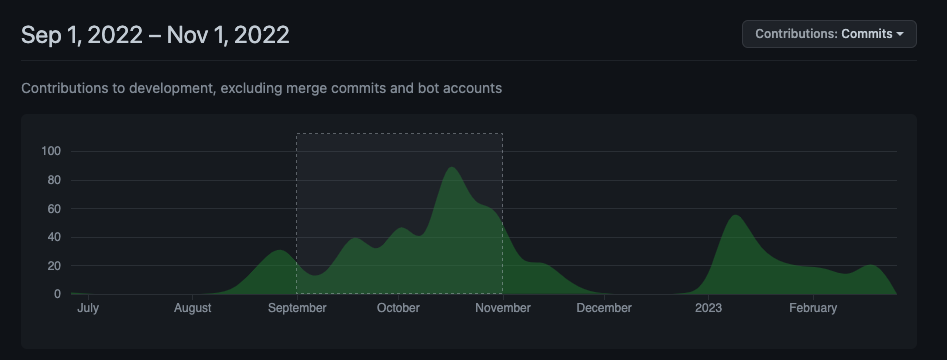 Sep 1, 2022 – Nov 1, 2022
Contributions: Commits
Contributions to development, excluding merge commits and bot accounts
100
80
60
40
20
0
July August September October November December 2023 February